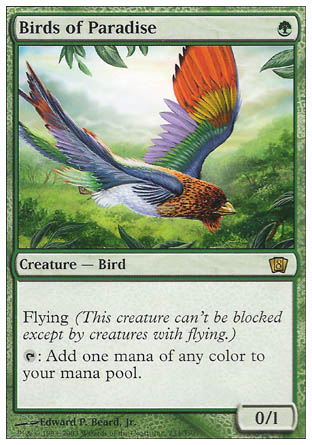 Birds of Paradise
Creature — Bird
Flying (This creature can't be blocked
except by creatures with flying.)
: Add one mana of any color to
your mana pool.
Edward P. Beard, Jr.
0/1